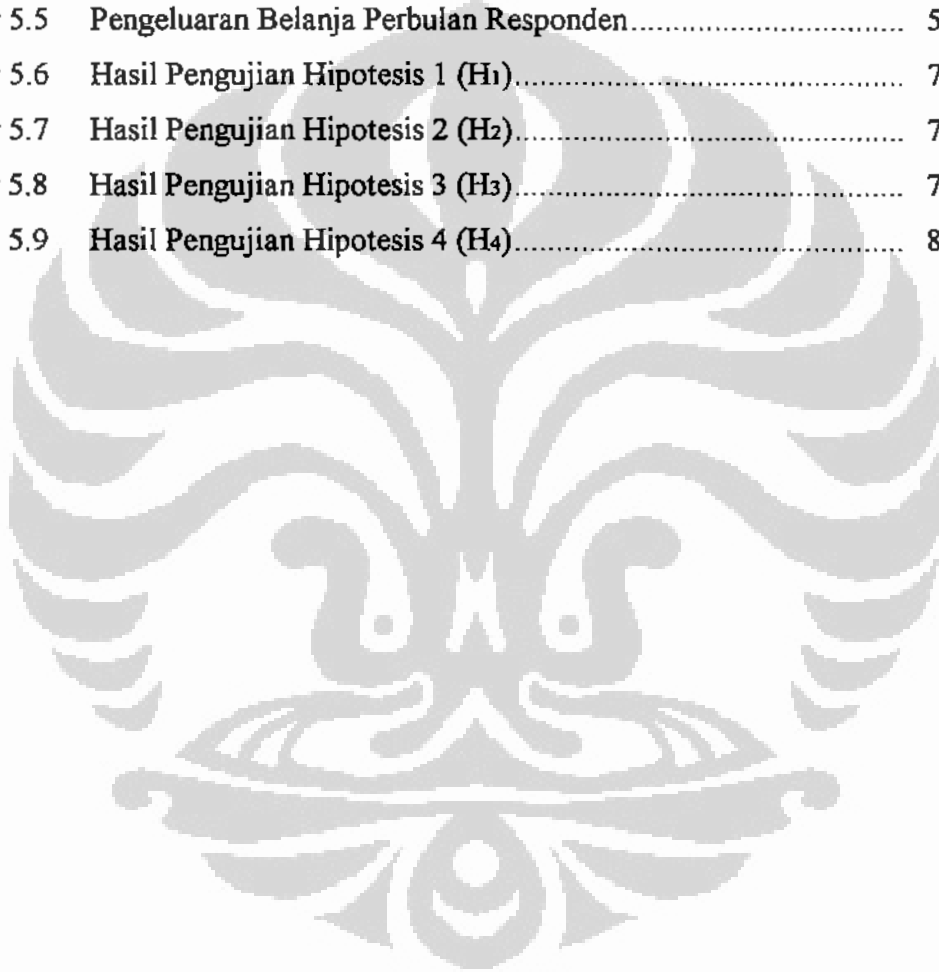 5.5 Pengeluaran Belanja Perbulan Responden.............................. 5
5.6 Hasil Pengujian Hipotesis 1 (H1)............................................ 7
5.7 Hasil Pengujian Hipotesis 2 (H2)............................................ 7
5.8 Hasil Pengujian Hipotesis 3 (H3)............................................ 7
5.9 Hasil Pengujian Hipotesis 4 (H4)............................................ 8